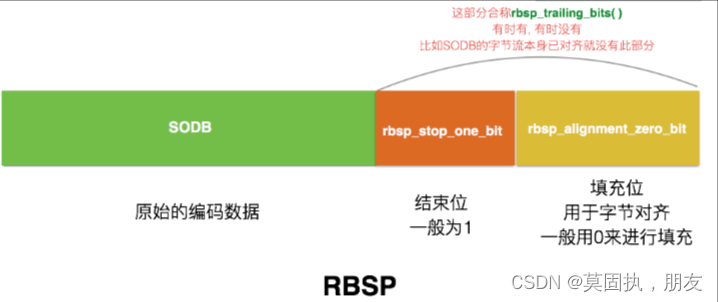 这部分合称rbsp_trailing_bits( )
有时有, 有时没有
比如SODB的字节流本身已对齐就没有此部分
SODB
rbsp_stop_one_bit
rbsp_alignment_zero_bit
原始的编码数据
结束位
一般为1
填充位
用于字节对齐
一般用0来进行填充
RBSP
CSDN @莫固执，朋友